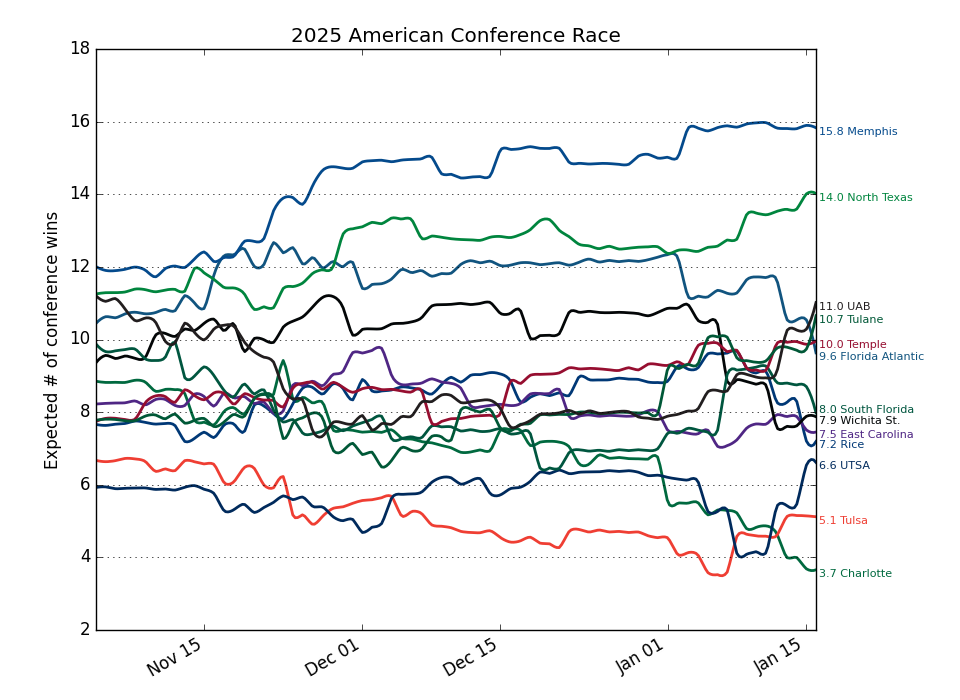 2025 American Conference Race
Expected # of conference wins
18
16
14
12
10
8
6
4
2
15.8 Memphis
14.0 North Texas
11.0 UAB
10.7 Tulane
10.0 Temple
9.6 Florida Atlantic
8.0 South Florida
7.9 Wichita St.
7.5 East Carolina
7.2 Rice
6.6 UTSA
5.1 Tulsa
3.7 Charlotte
Nov 15
Dec 01
Dec 15
Jan 01
Jan 15